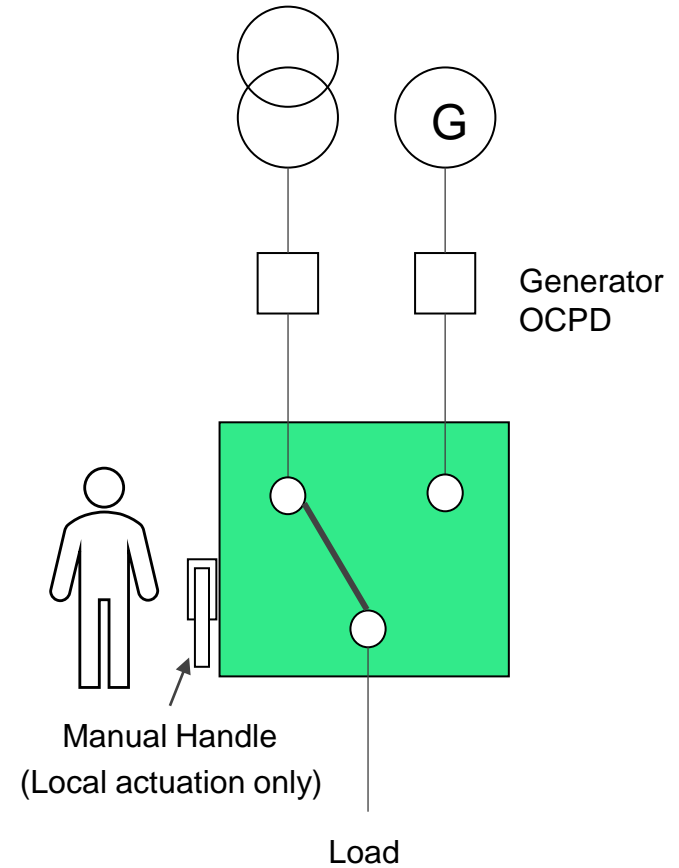 G
Generator
OCPD
Manual Handle
(Local actuation only)
Load